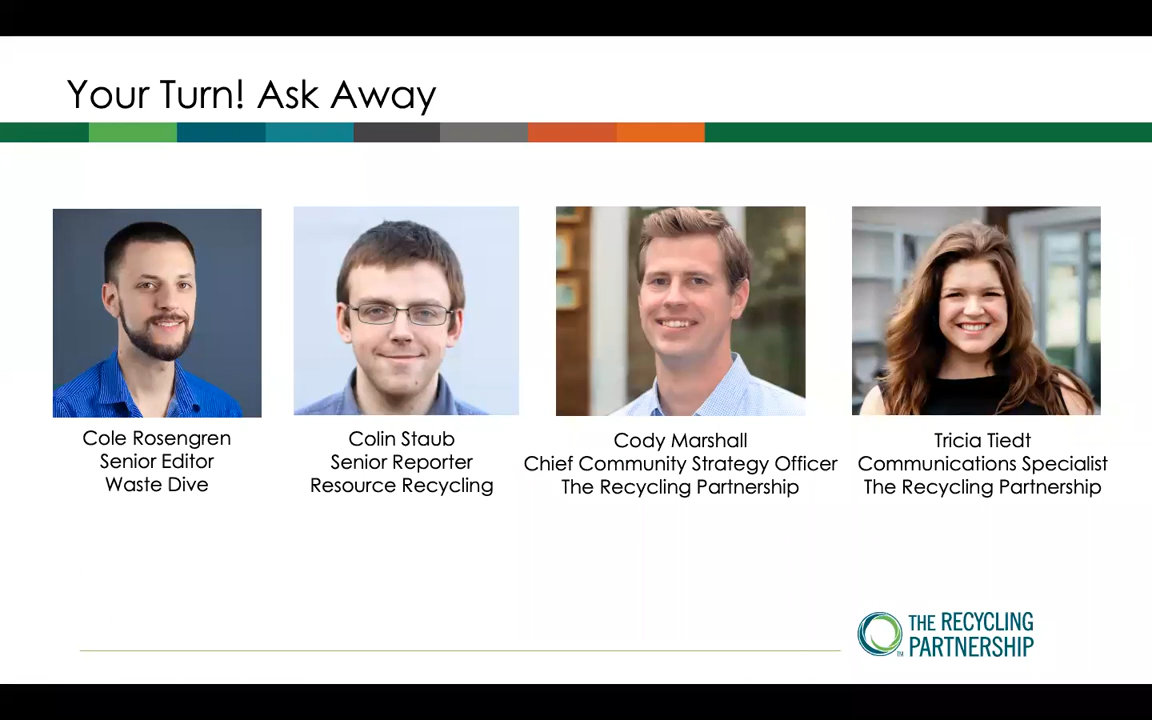 Your Turn! Ask Away
Cole Rosengren
Senior Editor
Waste Dive
Colin Staub
Senior Reporter
Resource Recycling
Cody Marshall
Chief Community Strategy Officer
The Recycling Partnership
Tricia Tiedt
Communications Specialist
The Recycling Partnership
THE RECYCLING
PARTNERSHIP
TM